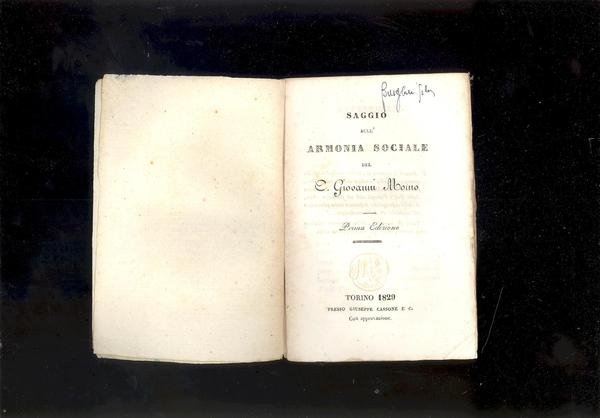 SAGGIO
SULL'
ARMONIA SOCIALE
DEL
C. Giovanni Moino
Prima Edizione
TORINO 1829
PRESSO GIUSEPPE CASSONE E C.
Con approvazione.